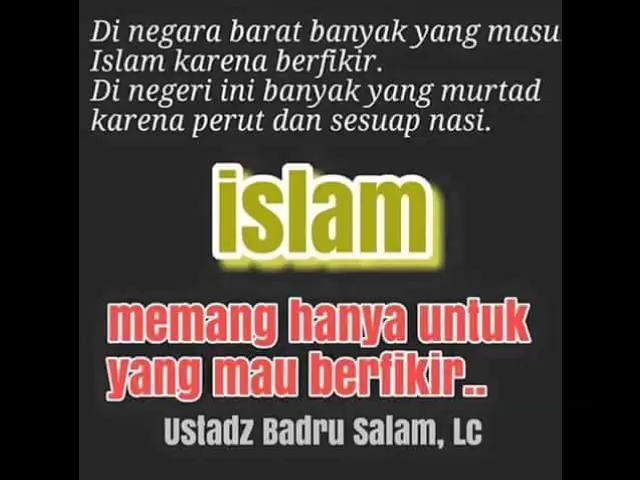 Di negara barat banyak yang masu
Islam karena berfikir.
Di negeri ini banyak yang murtad
karena perut dan sesuap nasi.
islam
memang hanya untuk
yang mau berfikir..
Ustadz Badru Salam, Lc